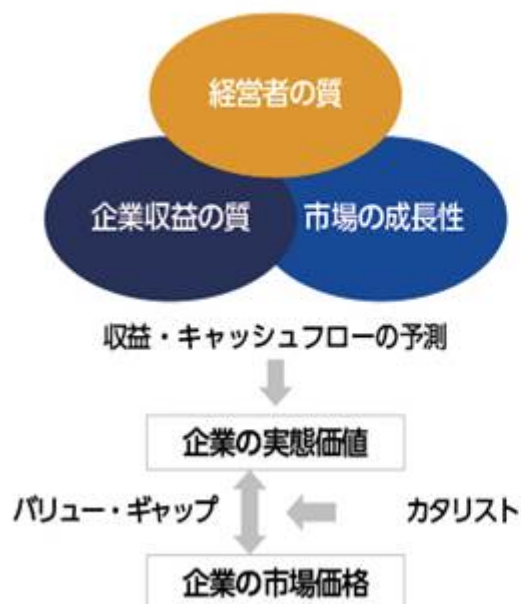 経営者の質
企業収益の質
市場の成長性
収益・キャッシュフローの予測
企業の実態価値
バリュー・ギャップ
カタリスト
企業の市場価格